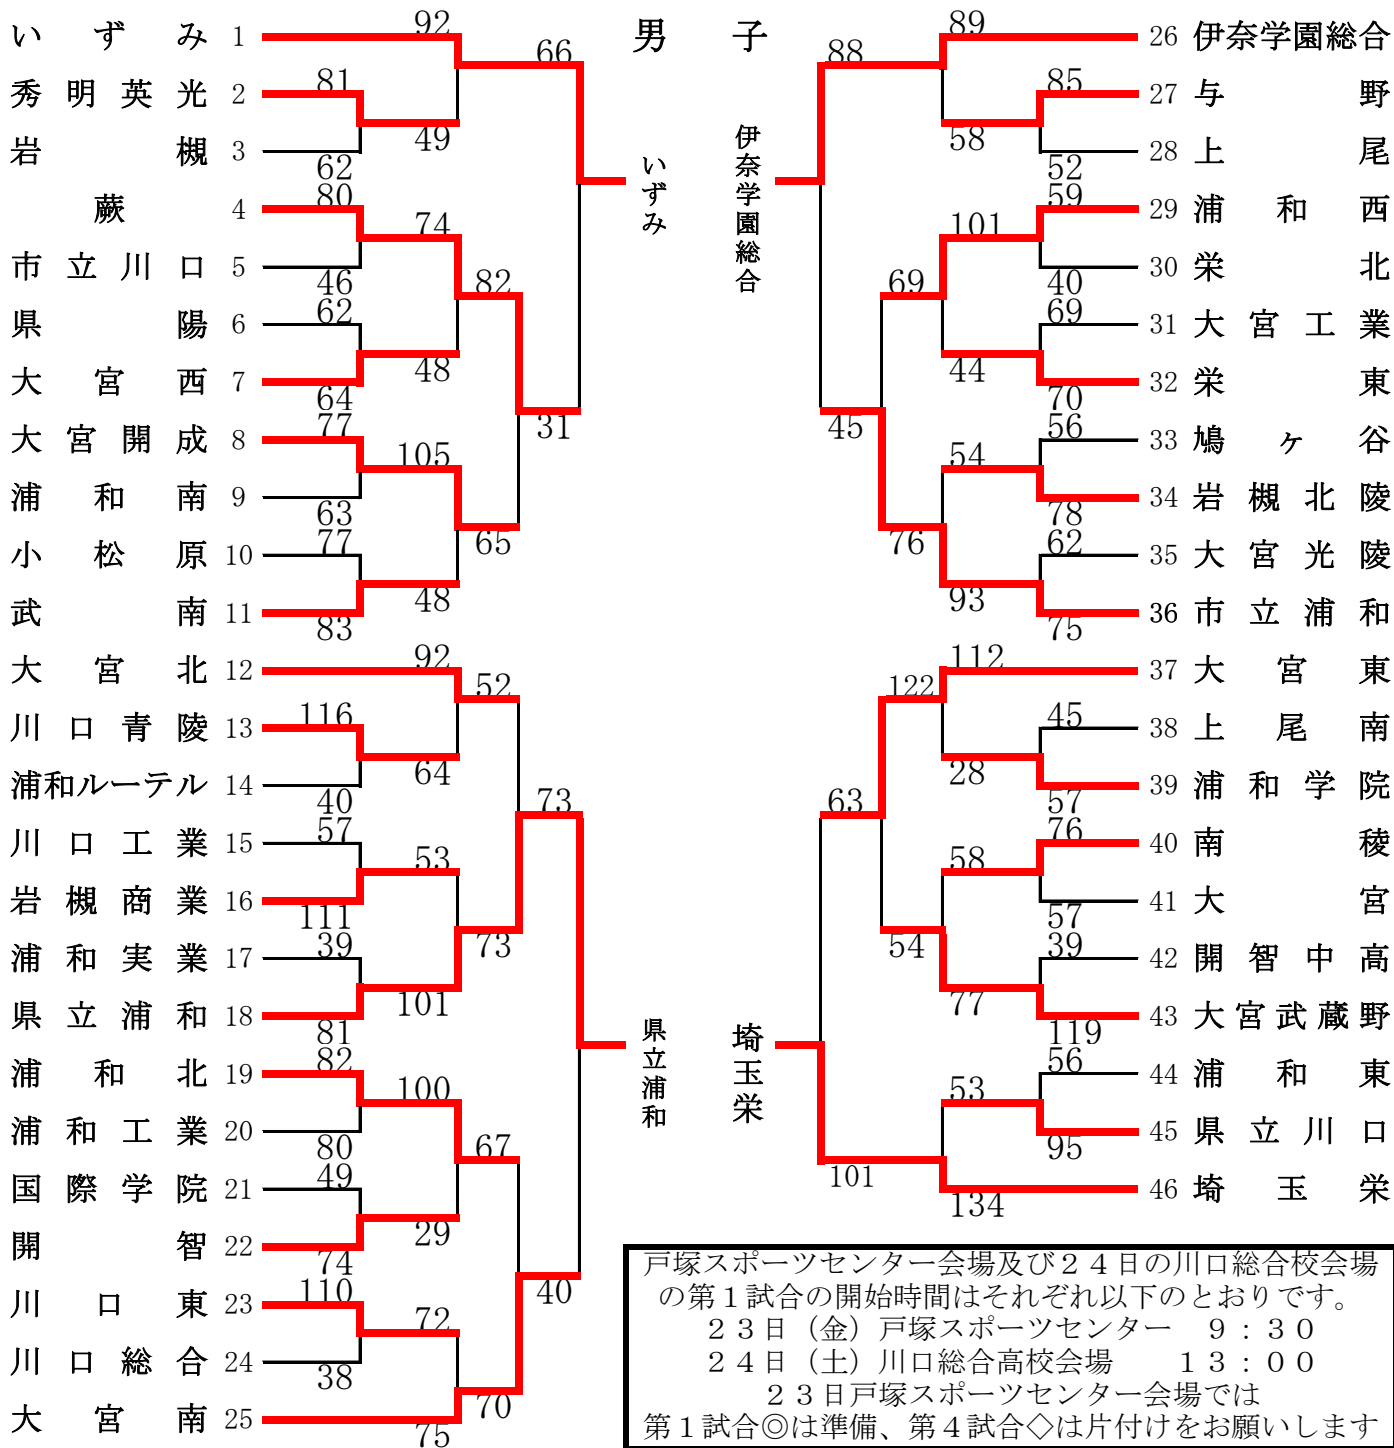 男子
いずみ 1
秀明英光 2
岩槻 3
蕨 4
市立川口 5
県陽 6
大宮西 7
大宮開成 8
浦和南 9
小松原 10
武南 11
大宮北 12
川口青陵 13
浦和ルーテル 14
川口工業 15
岩槻商業 16
浦和実業 17
県立浦和 18
浦和北 19
浦和工業 20
国際学院 21
開智 22
川口東 23
川口総合 24
大宮南 25
92
81
62
80
46
62
64
77
63
77
83
92
116
40
57
111
39
81
82
80
49
74
110
38
75
49
74
48
105
48
64
53
101
100
29
72
82
65
52
73
67
70
66
31
73
40
いずみ
県立浦和
伊奈学園総合
埼玉栄
88
45
63
101
69
76
122
54
58
101
44
54
93
28
58
77
53
89
85
52
59
40
69
70
56
78
62
75
112
45
57
76
57
39
119
56
95
134
26 伊奈学園総合
27 与野
28 上尾
29 浦和西
30 栄北
31 大宮工業
32 栄東
33 鳩ヶ谷
34 岩槻北陵
35 大宮光陵
36 市立浦和
37 大宮東
38 上尾南
39 浦和学院
40 南稜
41 大宮
42 開智中高
43 大宮武蔵野
44 浦和東
45 県立川口
46 埼玉栄
戸塚スポーツセンター会場及び２４日の川口総合校会場
の第１試合の開始時間はそれぞれ以下のとおりです。
２３日（金）戸塚スポーツセンター　９：３０
２４日（土）川口総合高校会場　１３：００
２３日戸塚スポーツセンター会場では
第１試合◎は準備、第４試合◇は片付けをお願いします